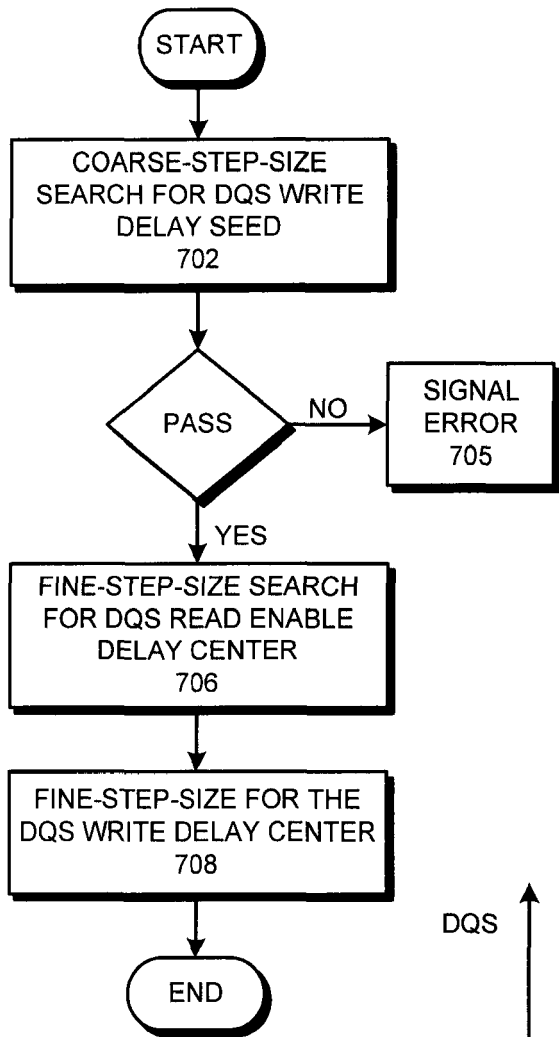 START
COARSE-STEP-SIZE
SEARCH FOR DQS WRITE
DELAY SEED
702
PASS
NO
SIGNAL
ERROR
705
YES
FINE-STEP-SIZE SEARCH
FOR DQS READ ENABLE
DELAY CENTER
706
FINE-STEP-SIZE FOR THE
DQS WRITE DELAY CENTER
708
DQS
END